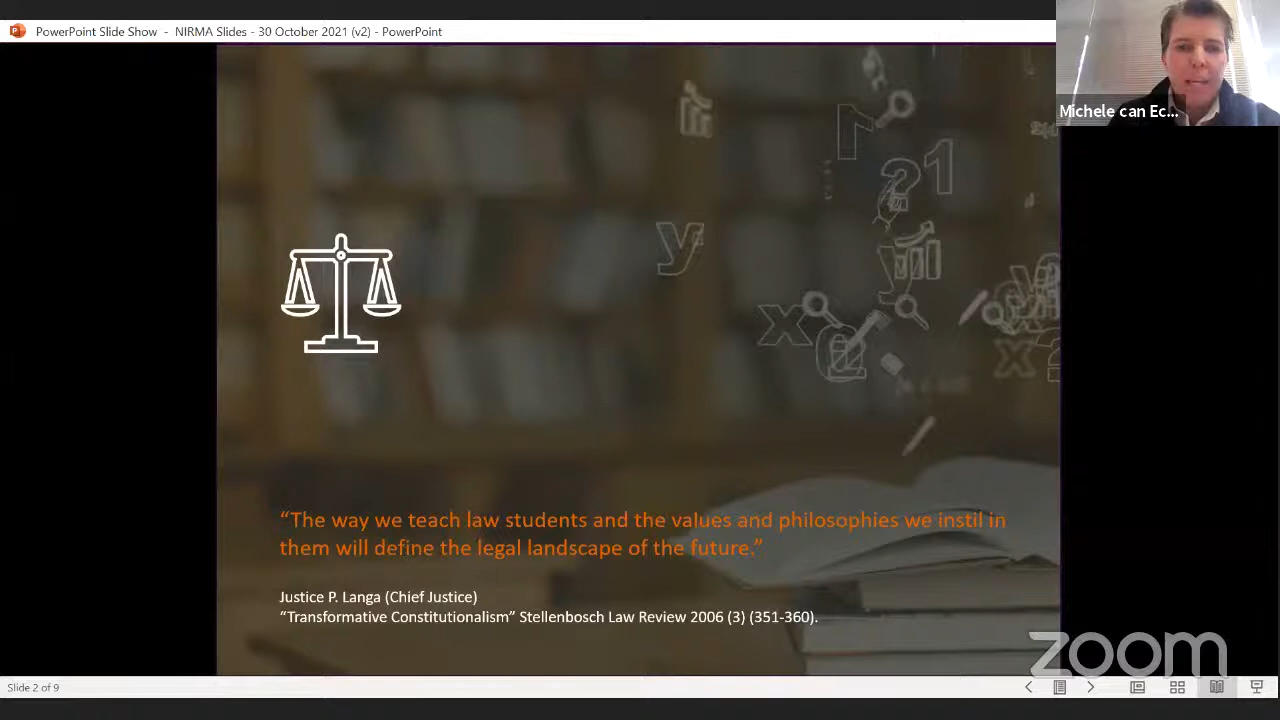 PowerPoint Slide Show - NIRMA Slides - 30 October 2021 (v2) - PowerPoint
Michele can Ec...
“The way we teach law students and the values and philosophies we instil in
them will define the legal landscape of the future.”
Justice P. Langa (Chief Justice)
“Transformative Constitutionalism” Stellenbosch Law Review 2006 (3) (351-360).
zoom
Slide 2 of 9